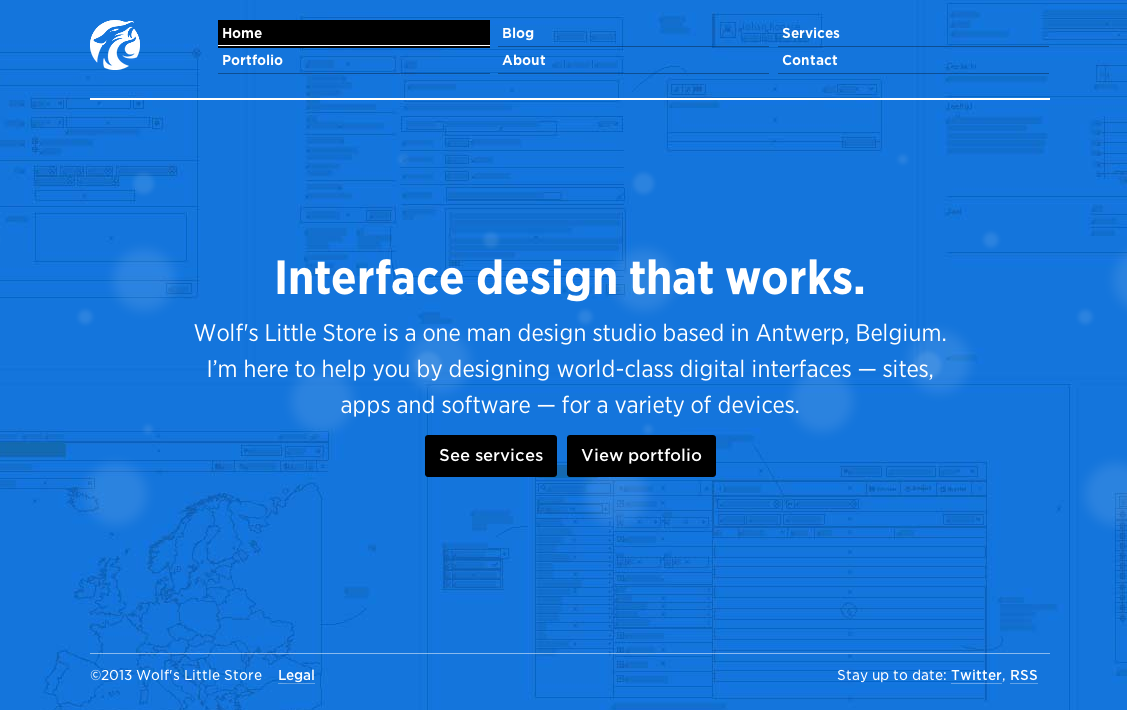 Home
Blog
Services
Portfolio
About
Contact
Interface design that works.
Wolf's Little Store is a one man design studio based in Antwerp, Belgium.
I’m here to help you by designing world-class digital interfaces — sites,
apps and software — for a variety of devices.
See services
View portfolio
©2013 Wolf's Little Store Legal
Stay up to date: Twitter, RSS